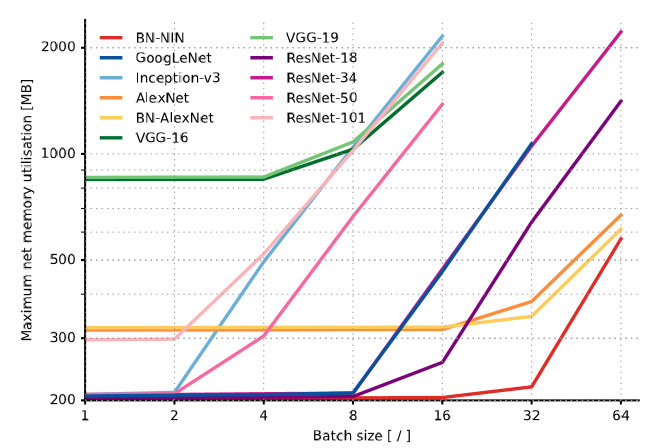 2000
1000
500
300
200
Maximum net memory utilisation [MB]
BN-NIN
GoogLeNet
Inception-v3
AlexNet
BN-AlexNet
VGG-16
VGG-19
ResNet-18
ResNet-34
ResNet-50
ResNet-101
1 2 4 8 16 32 64
Batch size [ / ]